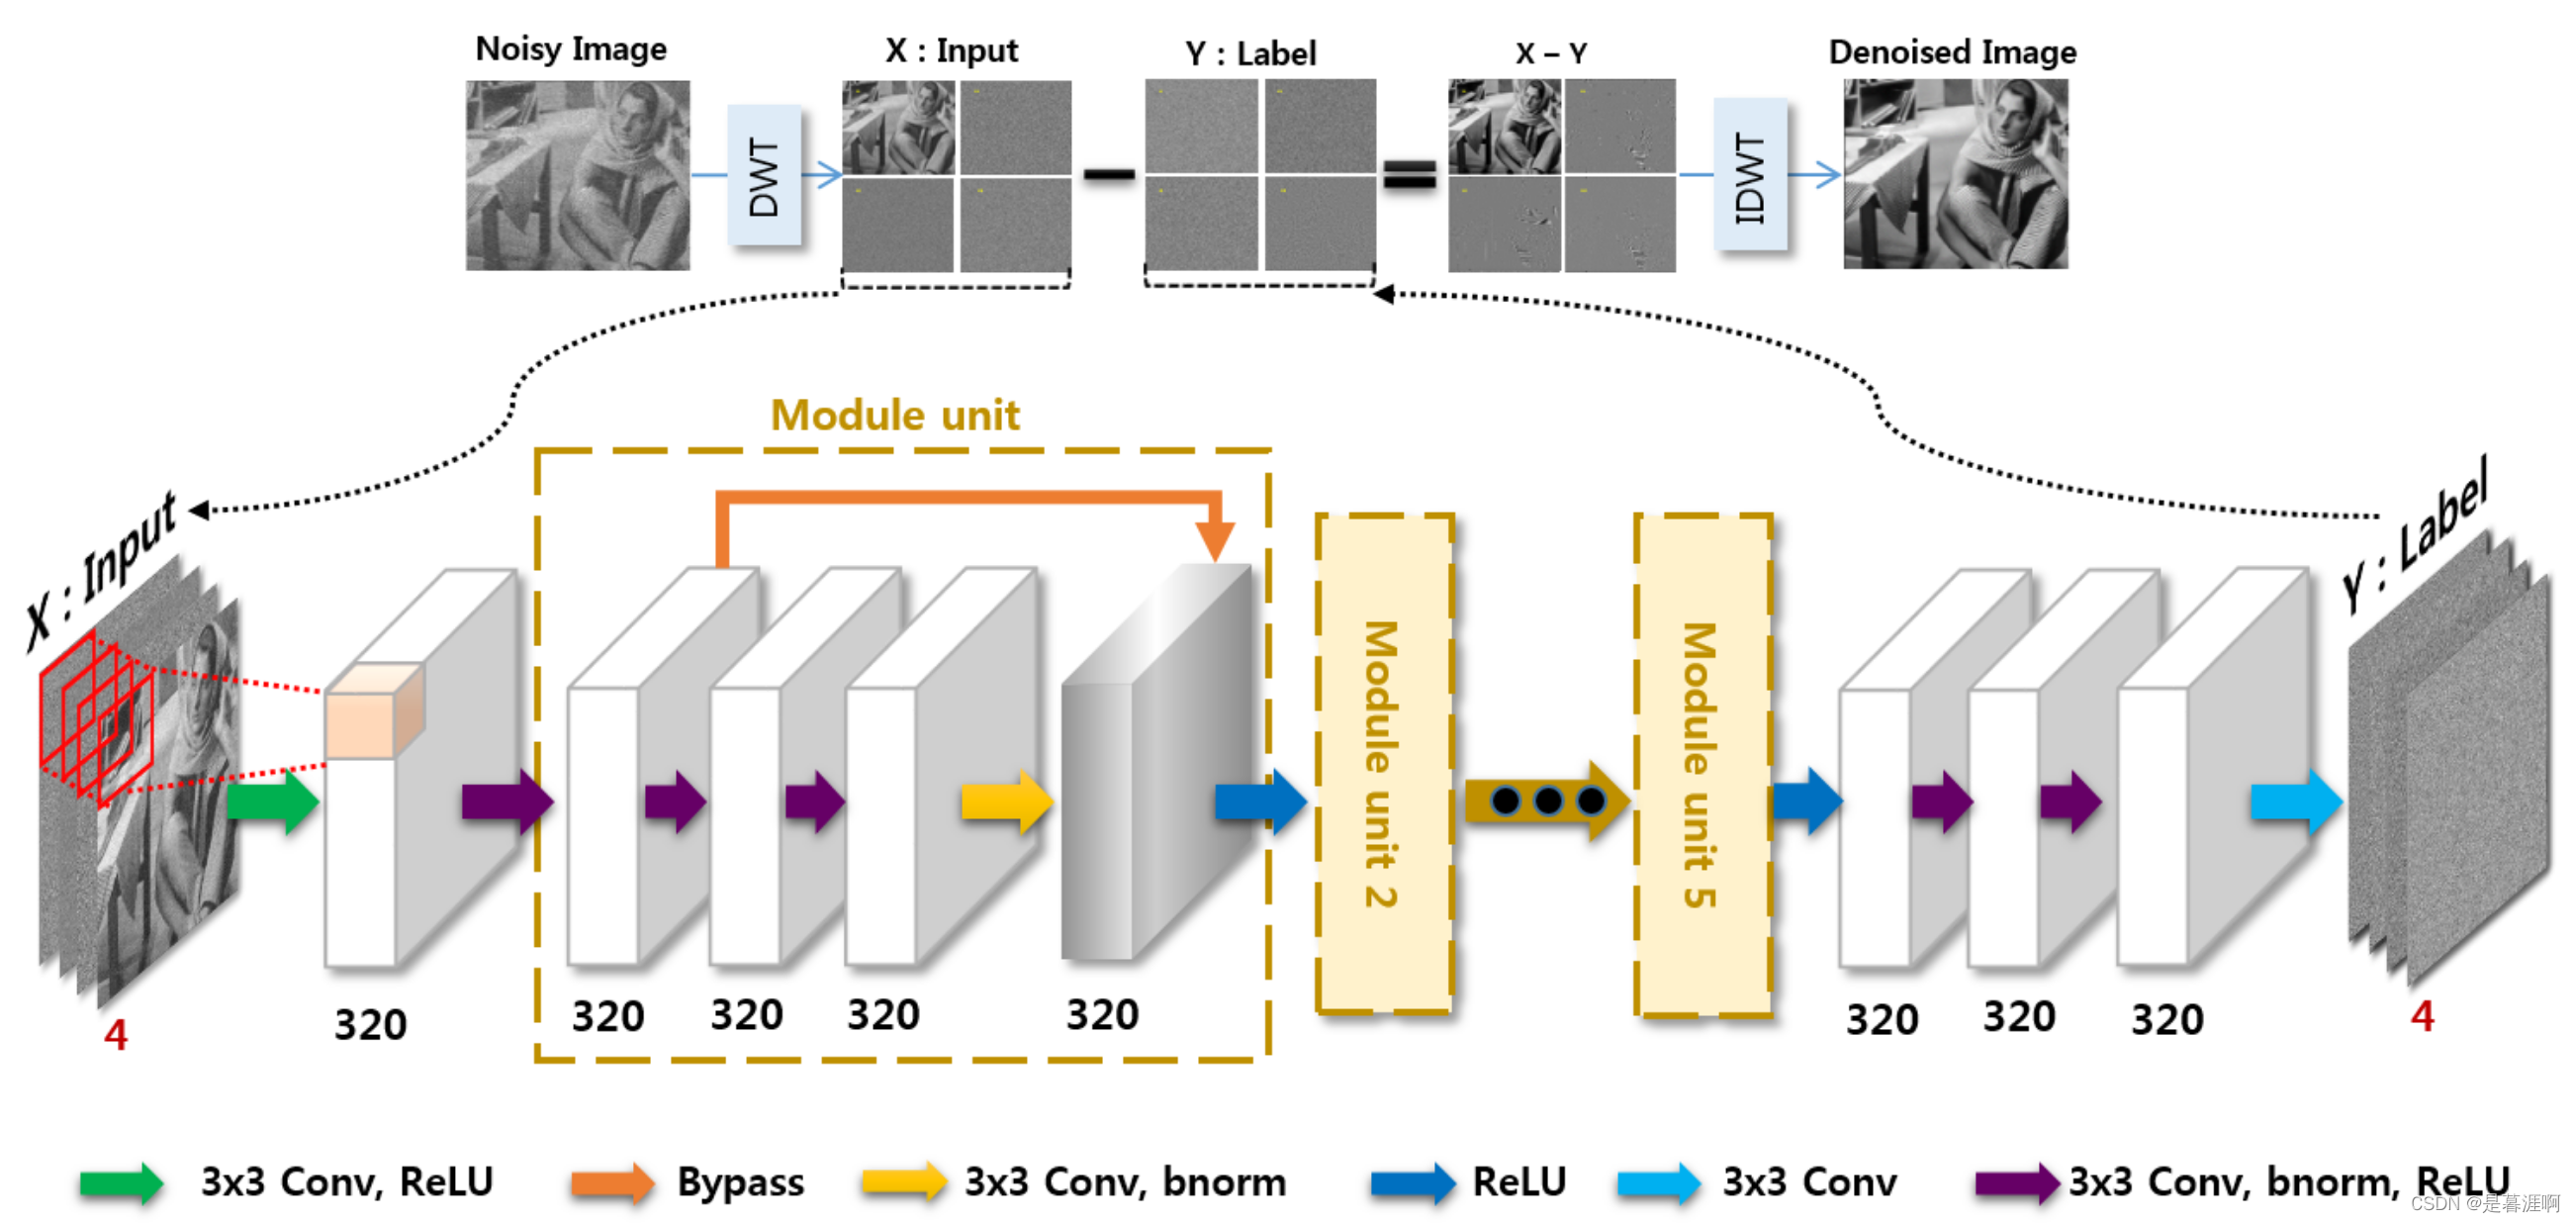 Noisy Image
X : Input
Y : Label
X – Y
Denoised Image
DWT
IDWT
Module unit
X : Input
Y : Label
Module unit 2
Module unit 5
4
320
320
320
320
320
320
320
320
4
3x3 Conv, ReLU
Bypass
3x3 Conv, bnorm
ReLU
3x3 Conv
3x3 Conv, bnorm, ReLU
CSDN @是暮涯啊